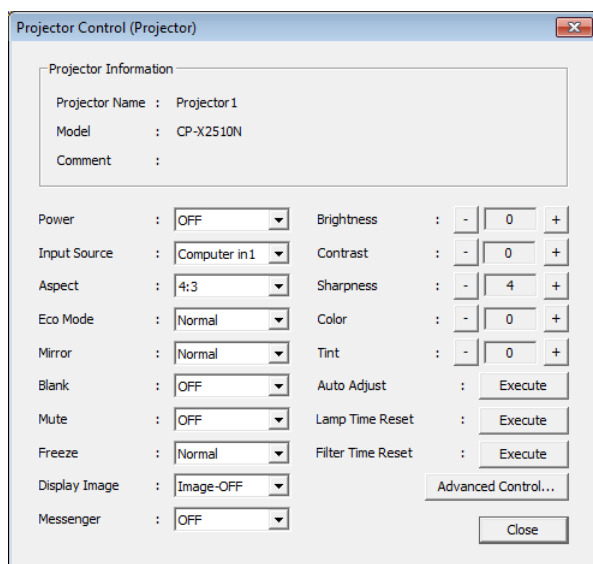 Projector Control (Projector)
Projector Information
Projector Name : Projector1
Model : CP-X2510N
Comment :
Power : OFF
Input Source : Computer in1
Aspect : 4:3
Eco Mode : Normal
Mirror : Normal
Blank : OFF
Mute : OFF
Freeze : Normal
Display Image : Image-OFF
Messenger : OFF
Brightness : - 0 +
Contrast : - 0 +
Sharpness : - 4 +
Color : - 0 +
Tint : - 0 +
Auto Adjust : Execute
Lamp Time Reset : Execute
Filter Time Reset : Execute
Advanced Control...
Close